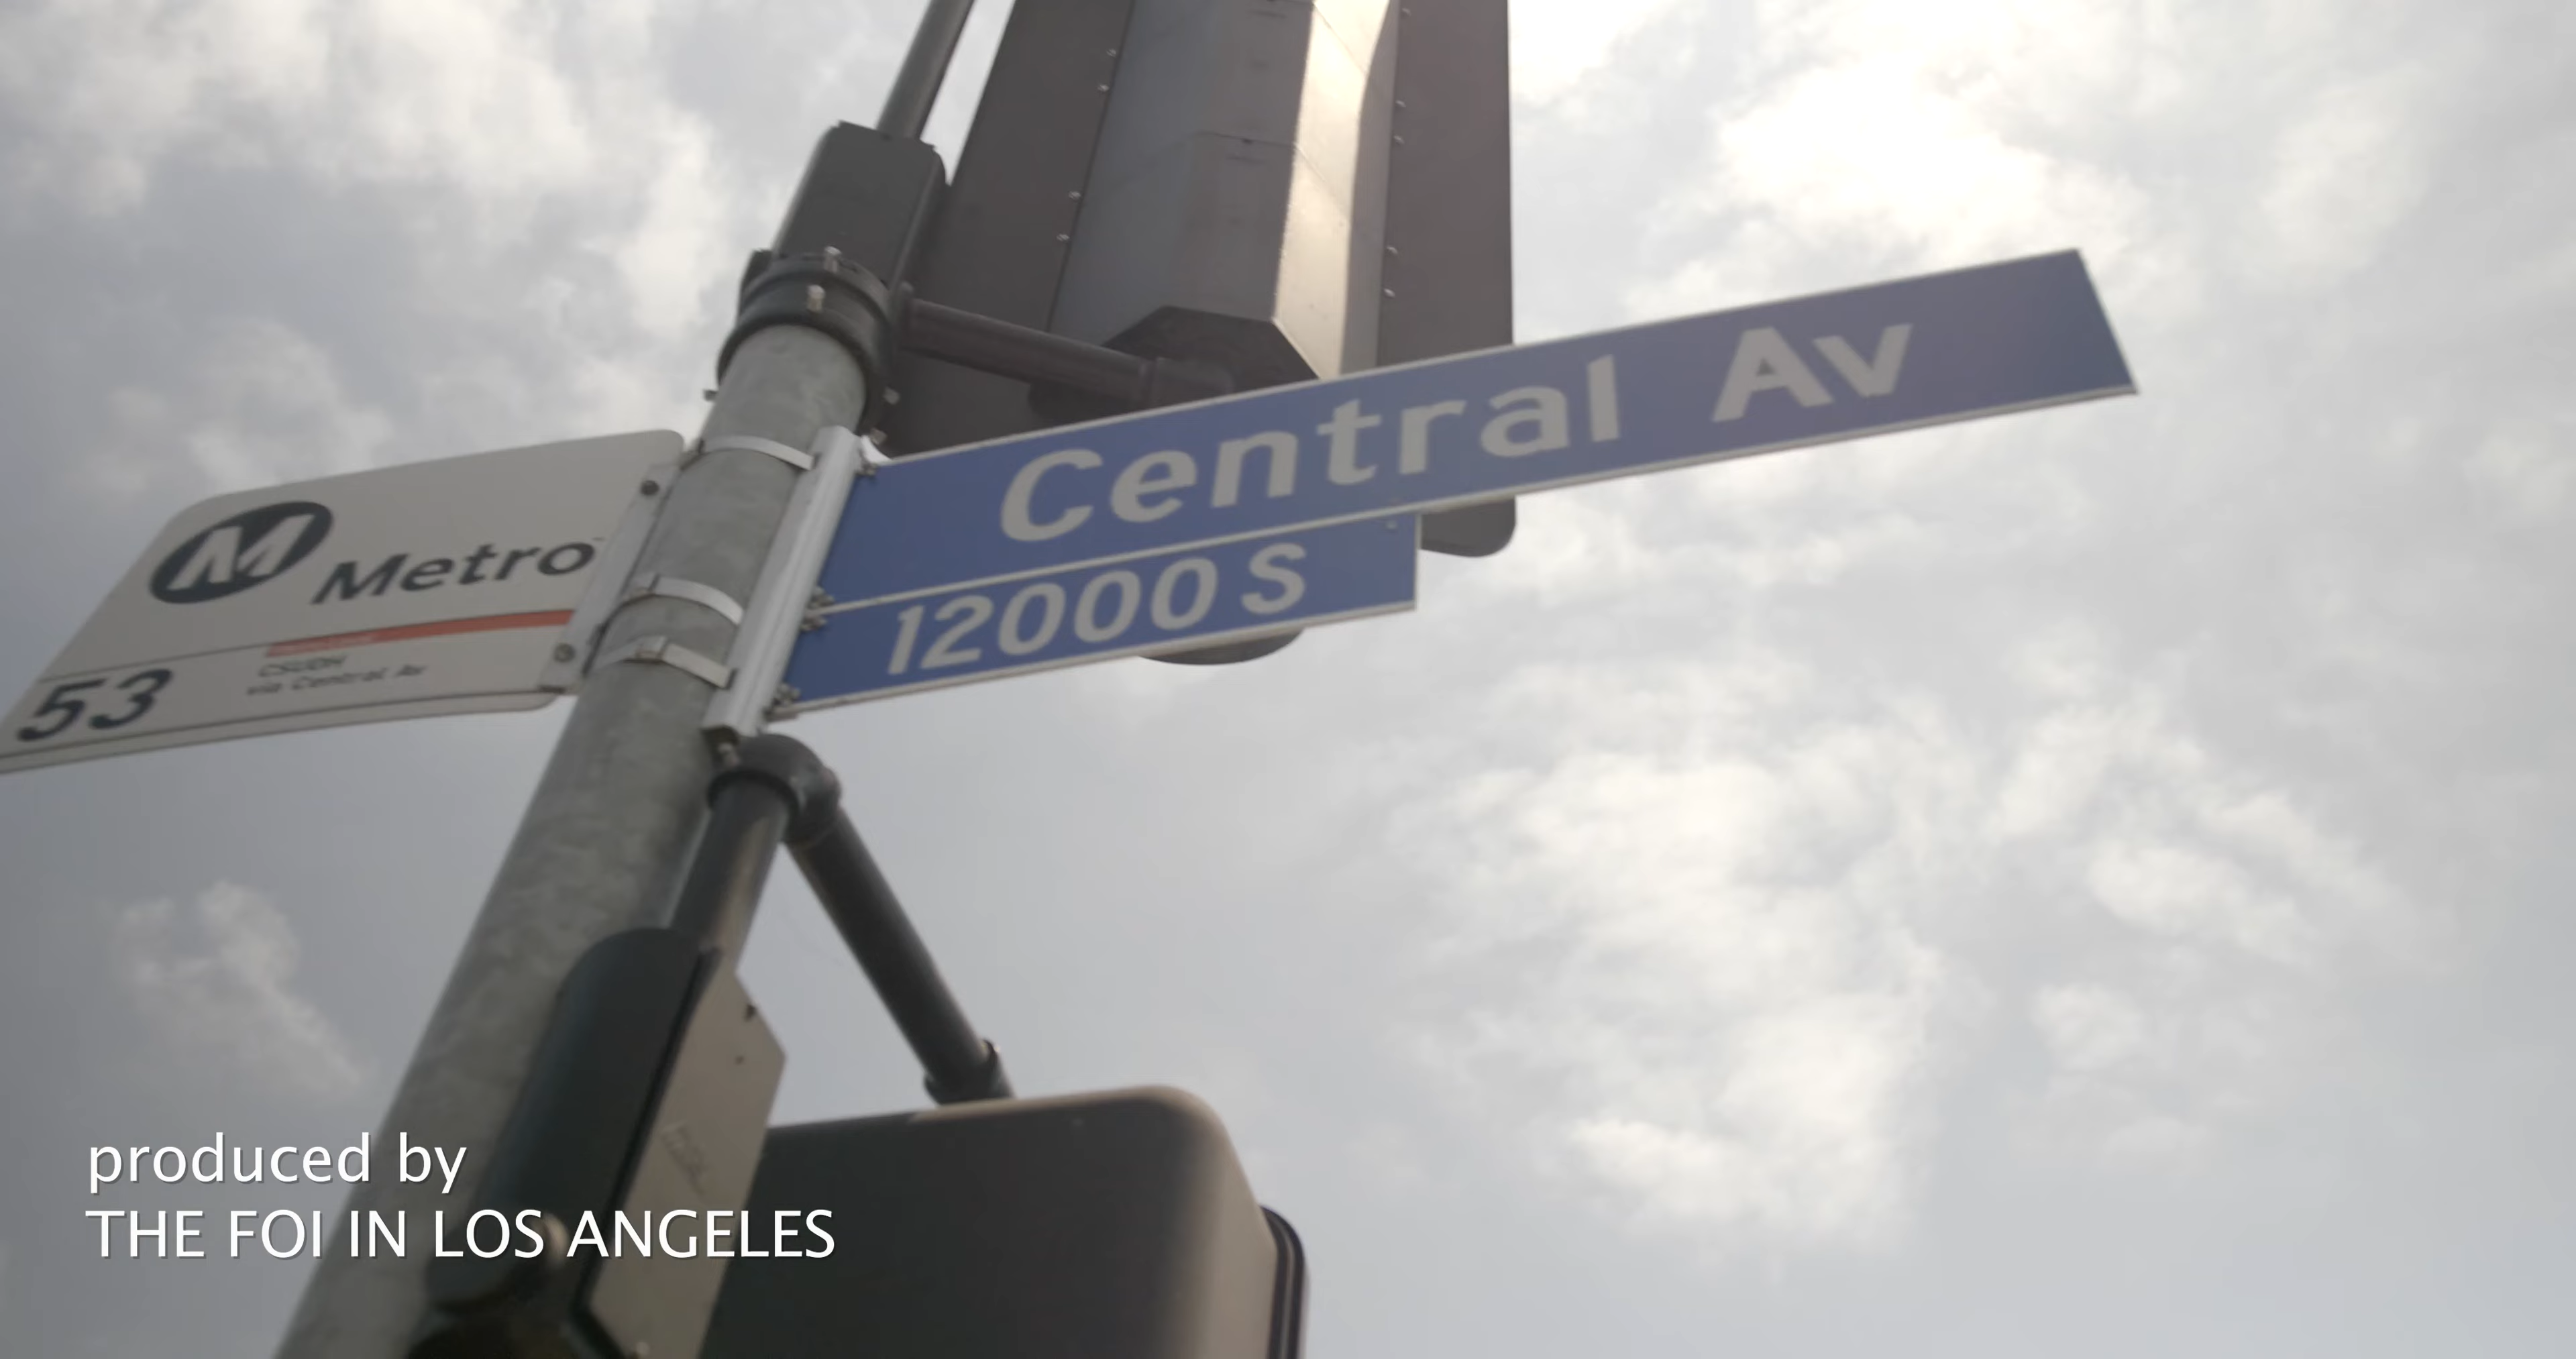 Central Av
12000 S
M Metro
CSUDH
via Central Av
53
produced by
THE FOI IN LOS ANGELES